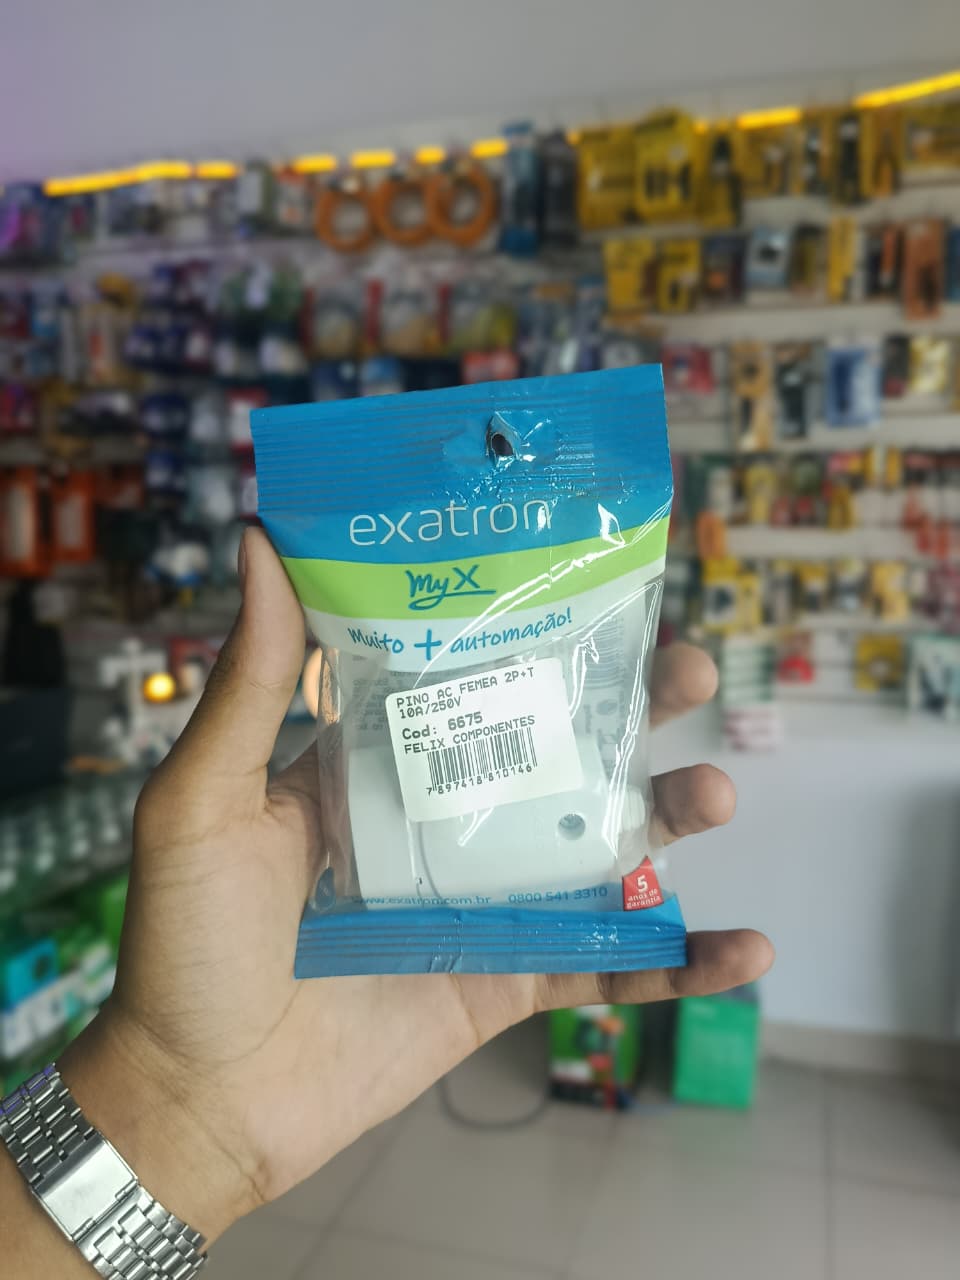 exatron
MyX
Muito + automação!
PINO AC FEMEA 2P+T
10A/250V
Cod: 6675
FELIX COMPONENTES
7897418810146
www.exatron.com.br 0800 541 3310
5
anos de
garantia